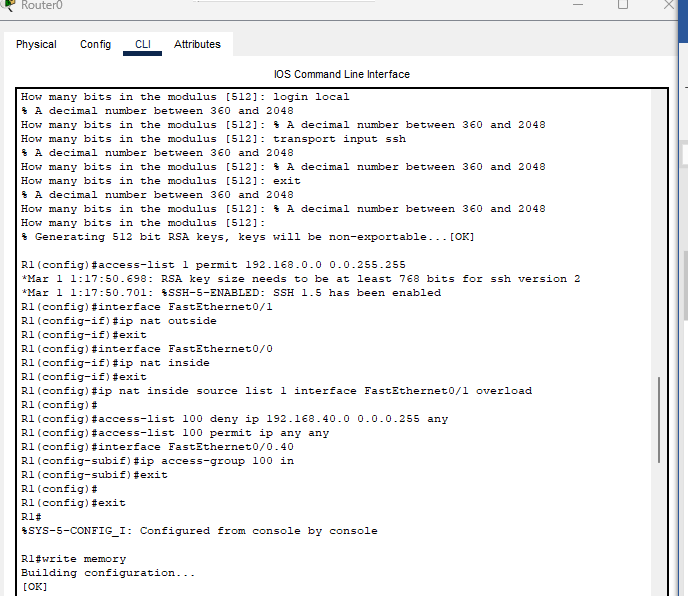 Router0
Physical Config CLI Attributes
IOS Command Line Interface
How many bits in the modulus [512]: login local
% A decimal number between 360 and 2048
How many bits in the modulus [512]: % A decimal number between 360 and 2048
How many bits in the modulus [512]: transport input ssh
% A decimal number between 360 and 2048
How many bits in the modulus [512]: % A decimal number between 360 and 2048
How many bits in the modulus [512]: exit
% A decimal number between 360 and 2048
How many bits in the modulus [512]: % A decimal number between 360 and 2048
How many bits in the modulus [512]:
% Generating 512 bit RSA keys, keys will be non-exportable...[OK]
R1(config)#access-list 1 permit 192.168.0.0 0.0.255.255
*Mar 1 1:17:50.698: RSA key size needs to be at least 768 bits for ssh version 2
*Mar 1 1:17:50.701: %SSH-5-ENABLED: SSH 1.5 has been enabled
R1(config)#interface FastEthernet0/1
R1(config-if)#ip nat outside
R1(config-if)#exit
R1(config)#interface FastEthernet0/0
R1(config-if)#ip nat inside
R1(config-if)#exit
R1(config)#ip nat inside source list 1 interface FastEthernet0/1 overload
R1(config)#
R1(config)#access-list 100 deny ip 192.168.40.0 0.0.0.255 any
R1(config)#access-list 100 permit ip any any
R1(config)#interface FastEthernet0/0.40
R1(config-subif)#ip access-group 100 in
R1(config-subif)#exit
R1(config)#
R1(config)#exit
R1#
%SYS-5-CONFIG_I: Configured from console by console
R1#write memory
Building configuration...
[OK]